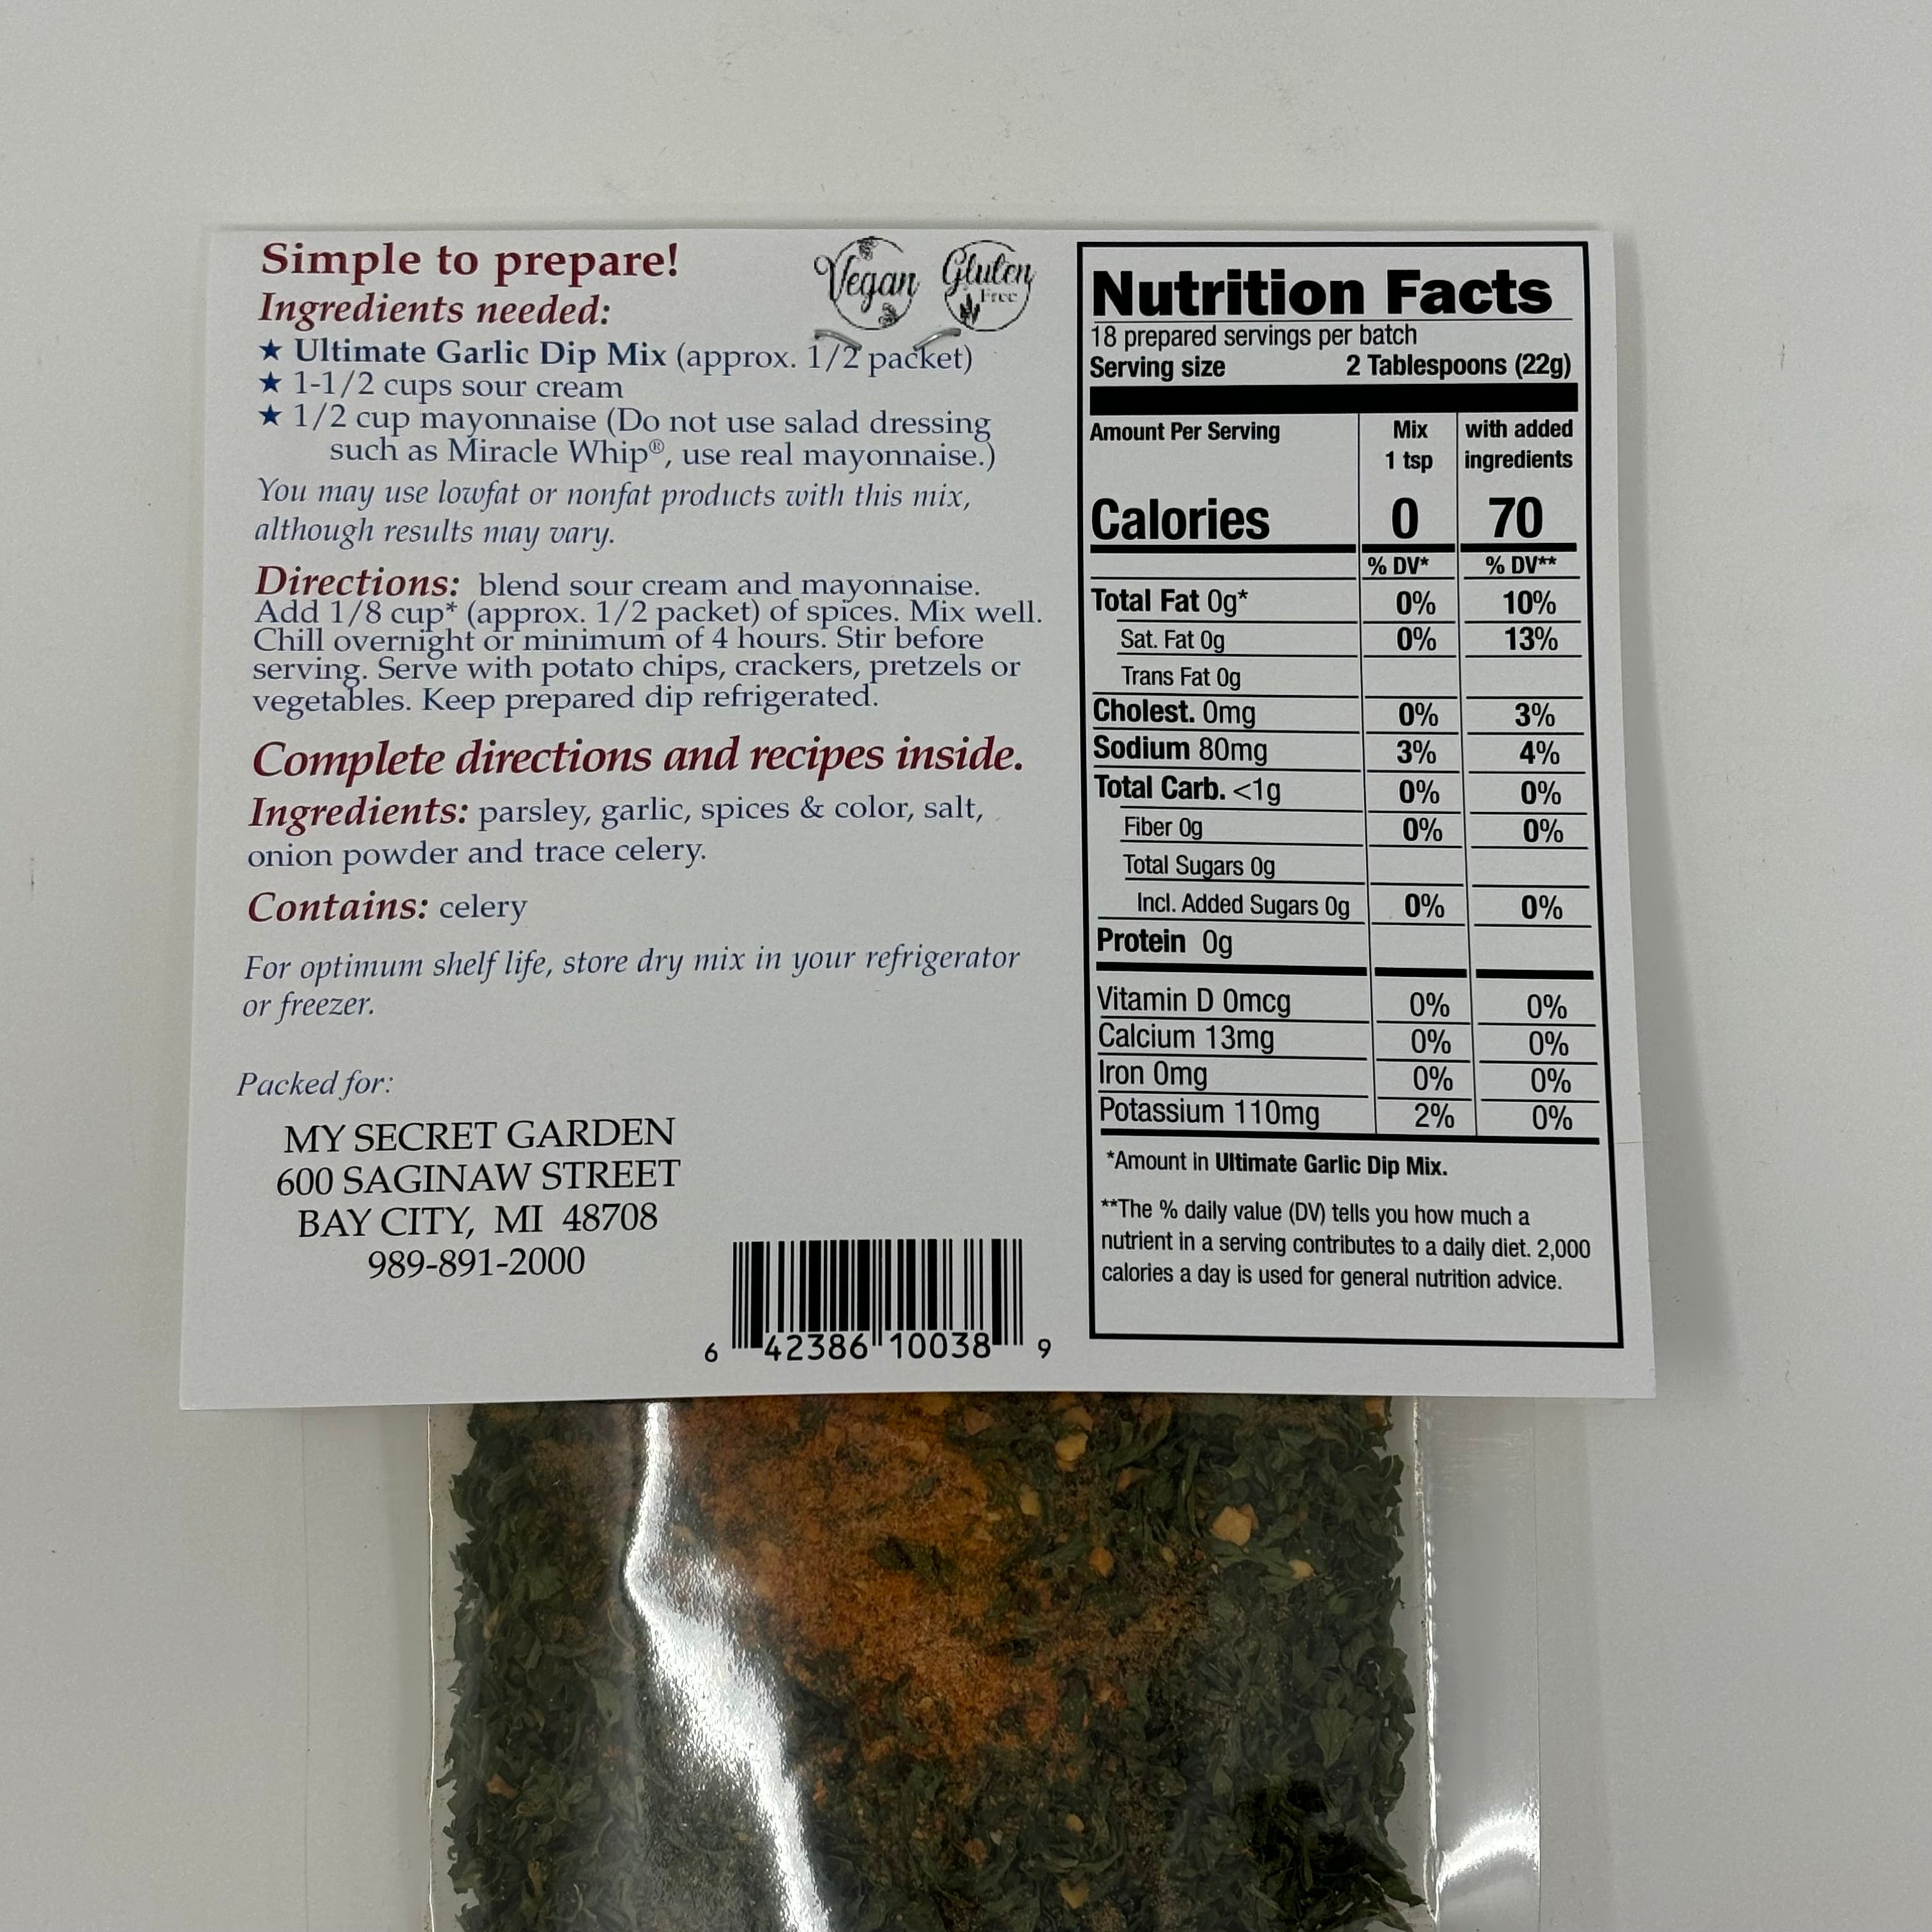 Simple to prepare!
Vegan
Gluten
Free
Ingredients needed:
★ Ultimate Garlic Dip Mix (approx. 1/2 packet)
★ 1-1/2 cups sour cream
★ 1/2 cup mayonnaise (Do not use salad dressing
such as Miracle Whip®, use real mayonnaise.)
You may use lowfat or nonfat products with this mix,
although results may vary.
Directions: blend sour cream and mayonnaise.
Add 1/8 cup* (approx. 1/2 packet) of spices. Mix well.
Chill overnight or minimum of 4 hours. Stir before
serving. Serve with potato chips, crackers, pretzels or
vegetables. Keep prepared dip refrigerated.
Complete directions and recipes inside.
Ingredients: parsley, garlic, spices & color, salt,
onion powder and trace celery.
Contains: celery
For optimum shelf life, store dry mix in your refrigerator
or freezer.
Packed for:
MY SECRET GARDEN
600 SAGINAW STREET
BAY CITY, MI 48708
989-891-2000
6 42386 10038 9
Nutrition Facts
18 prepared servings per batch
Serving size 2 Tablespoons (22g)
Amount Per Serving Mix with added
1 tsp ingredients
Calories 0 70
% DV* % DV**
Total Fat 0g* 0% 10%
Sat. Fat 0g 0% 13%
Trans Fat 0g
Cholest. 0mg 0% 3%
Sodium 80mg 3% 4%
Total Carb. <1g 0% 0%
Fiber 0g 0% 0%
Total Sugars 0g
Incl. Added Sugars 0g 0% 0%
Protein 0g
Vitamin D 0mcg 0% 0%
Calcium 13mg 0% 0%
Iron 0mg 0% 0%
Potassium 110mg 2% 0%
*Amount in Ultimate Garlic Dip Mix.
**The % daily value (DV) tells you how much a
nutrient in a serving contributes to a daily diet. 2,000
calories a day is used for general nutrition advice.